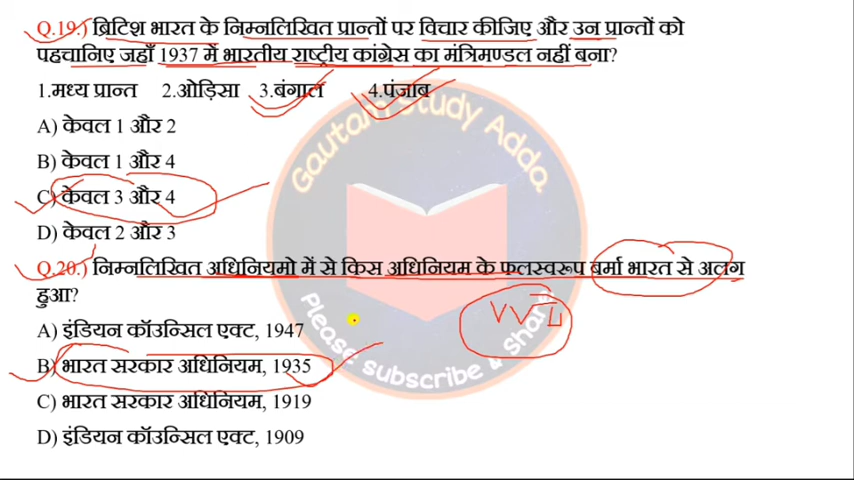 Q.19.) ब्रिटिश भारत के निम्नलिखित प्रान्तों पर विचार कीजिए और उन प्रान्तों को
पहचानिए जहाँ 1937 में भारतीय राष्ट्रीय कांग्रेस का मंत्रिमण्डल नहीं बना?
1.मध्य प्रान्त 2.ओड़िसा 3.बंगाल 4.पंजाब
A) केवल 1 और 2
B) केवल 1 और 4
C) केवल 3 और 4
D) केवल 2 और 3
Q.20.) निम्नलिखित अधिनियमो में से किस अधिनियम के फलस्वरूप बर्मा भारत से अलग
हुआ?
A) इंडियन कॉउन्सिल एक्ट, 1947
B) भारत सरकार अधिनियम, 1935
C) भारत सरकार अधिनियम, 1919
D) इंडियन कॉउन्सिल एक्ट, 1909
Gautam Study Adda
Please subscribe & share